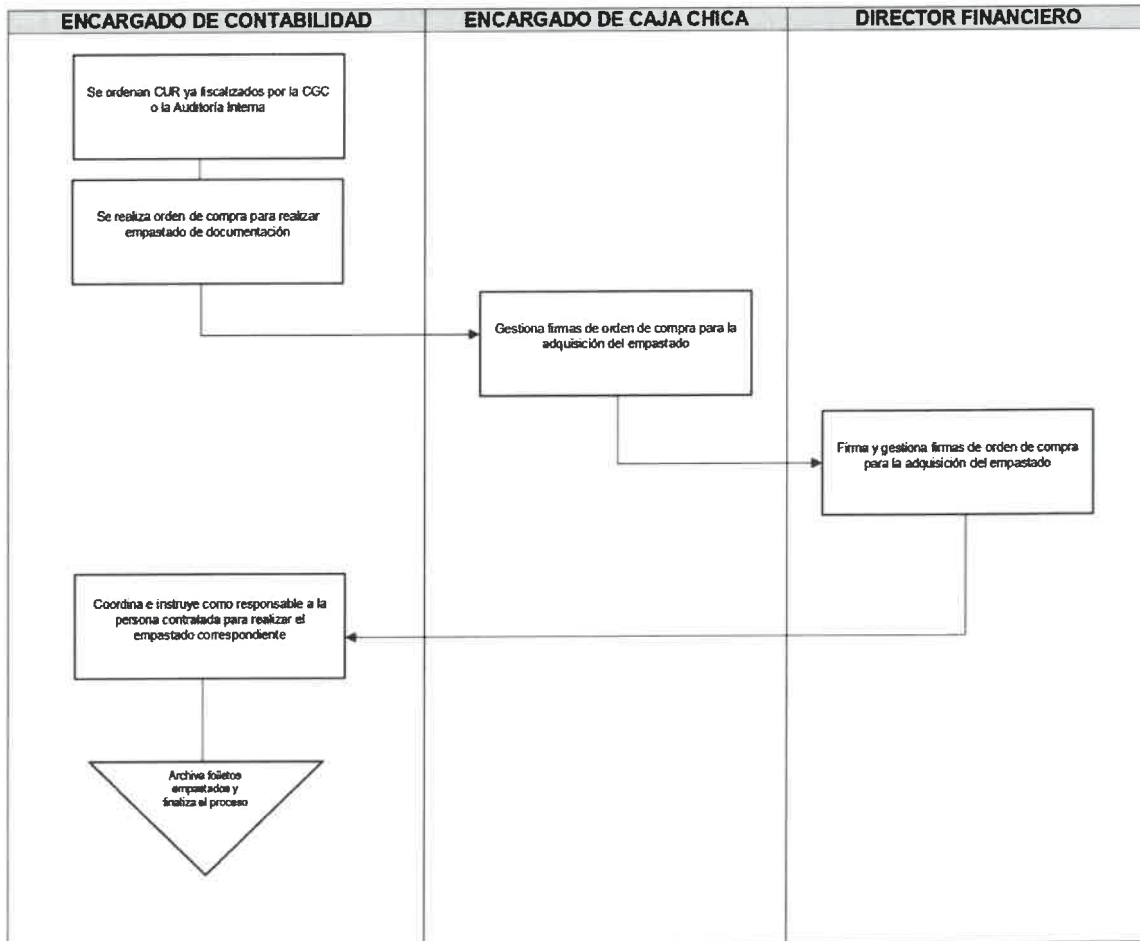 ENCARGADO DE CONTABILIDAD
ENCARGADO DE CAJA CHICA
DIRECTOR FINANCIERO
Se ordenan CUR ya fiscalizados por la CGC
o la Auditoría Interna
Se realiza orden de compra para realizar
empastado de documentación
Gestiona firmas de orden de compra para la
adquisición del empastado
Firma y gestiona firmas de orden de compra
para la adquisición del empastado
Coordina e instruye como responsable a la
persona contratada para realizar el
empastado correspondiente
Archiva folletos
empastados y
finaliza el proceso